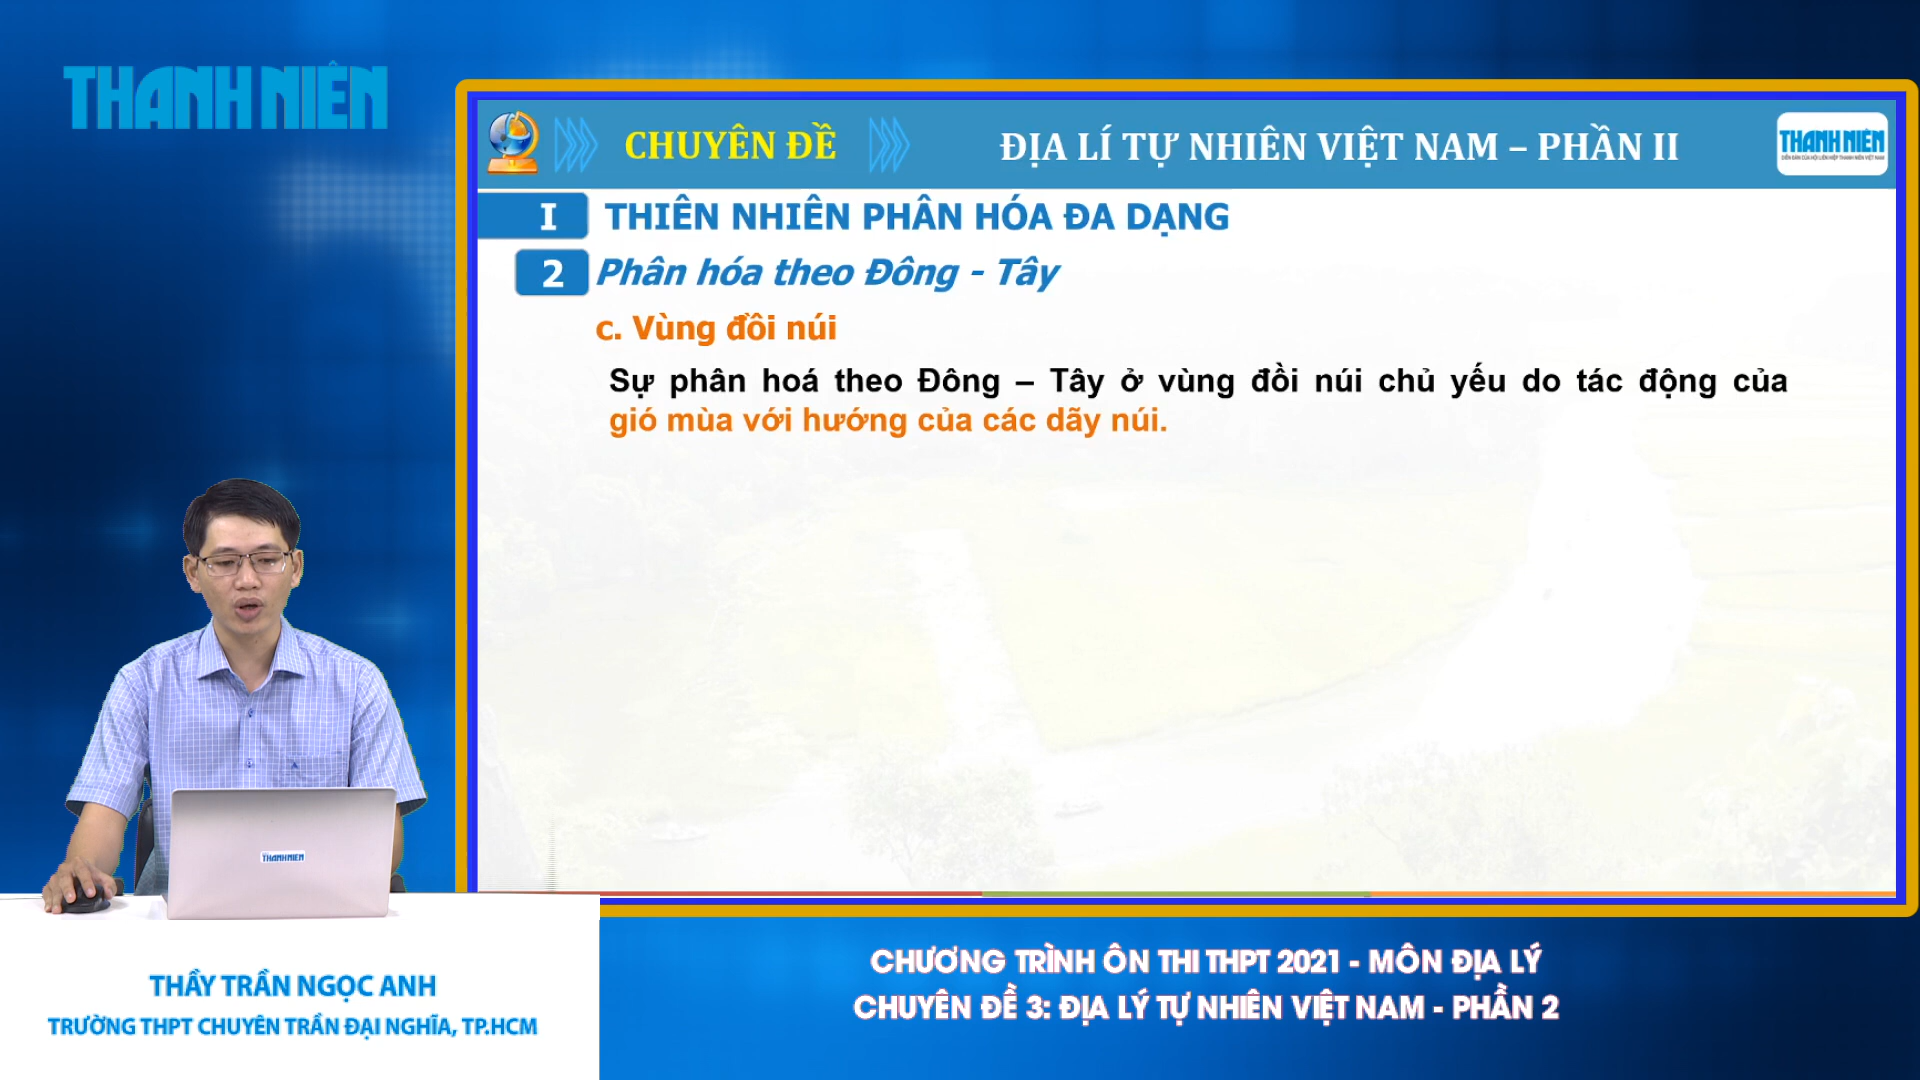 THANH NIÊN
CHUYÊN ĐỀ
ĐỊA LÍ TỰ NHIÊN VIỆT NAM – PHẦN II
THANH NIÊN
I THIÊN NHIÊN PHÂN HÓA ĐA DẠNG
2 Phân hóa theo Đông - Tây
c. Vùng đồi núi
Sự phân hoá theo Đông – Tây ở vùng đồi núi chủ yếu do tác động của
gió mùa với hướng của các dãy núi.
THANH NIÊN
THẦY TRẦN NGỌC ANH
TRƯỜNG THPT CHUYÊN TRẦN ĐẠI NGHĨA, TP.HCM
CHƯƠNG TRÌNH ÔN THI THPT 2021 - MÔN ĐỊA LÝ
CHUYÊN ĐỀ 3: ĐỊA LÝ TỰ NHIÊN VIỆT NAM - PHẦN 2